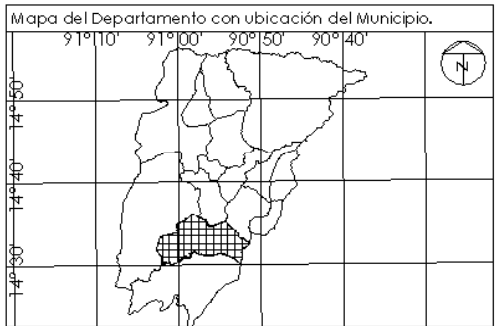 Mapa del Departamento con ubicación del Municipio.
91°10' 91°00' 90°50' 90°40'
N
14°50'
14°40'
14°30'